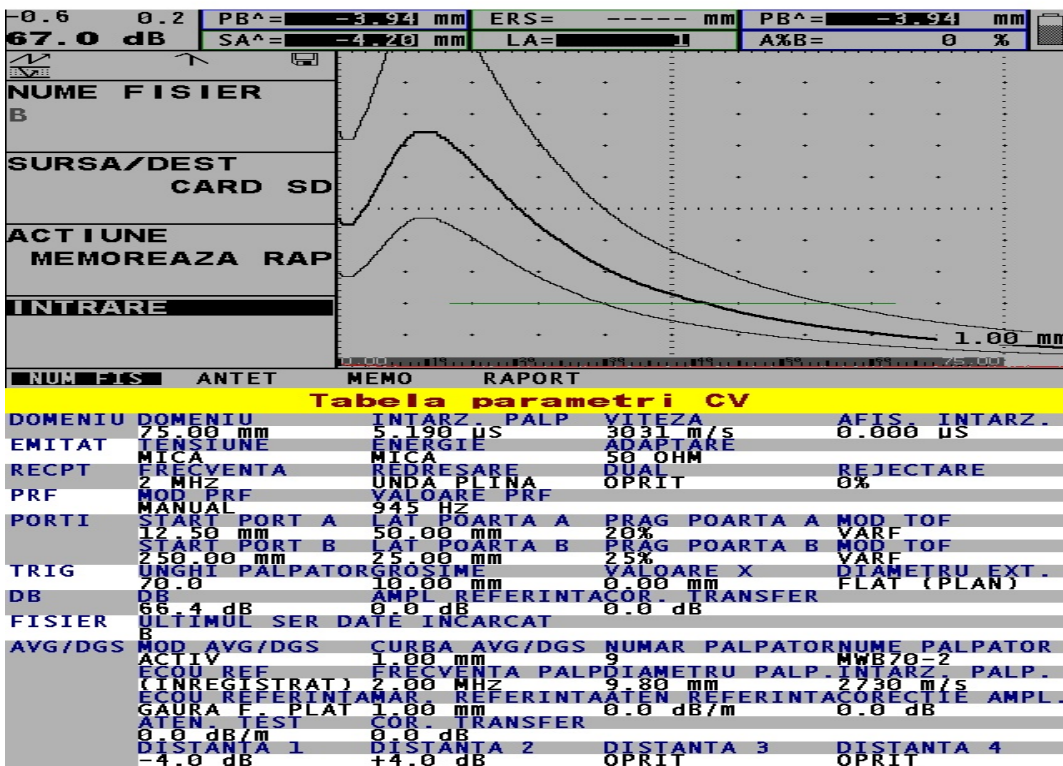 -0.6 0.2 PB^= -3.94 mm ERS= ----- mm PB^= -3.94 mm
67.0 dB SA^= -4.20 mm LA= 1 A%B= 0 %
NUME FISIER
B
SURSA/DEST
CARD SD
ACTIUNE
MEMOREAZA RAP
INTRARE
1.00 mm
0.00 75.00
NUM FIS ANTET MEMO RAPORT
Tabela parametri CV
DOMENIU DOMENIU INTARZ. PALP VITEZA AFIS. INTARZ.
75.00 mm 5.190 µS 3031 m/s 0.000 µS
EMITAT TENSIUNE ENERGIE ADAPTARE
MICA MICA 50 OHM
RECPT FRECVENTA REDRESARE DUAL REJECTARE
2 MHz UNDA PLINA OPRIT 0%
PRF MOD PRF VALOARE PRF
MANUAL 945 Hz
PORTI START PORT A LAT POARTA A PRAG POARTA A MOD TOF
12.50 mm 50.00 mm 20% VARF
START PORT B LAT POARTA B PRAG POARTA B MOD TOF
250.00 mm 25.00 mm 25% VARF
TRIG UNGHI PALPATOR GROSIME VALOARE X DIAMETRU EXT.
70.0 10.00 mm 0.00 mm FLAT (PLAN)
DB DB AMPL REFERINTA COR. TRANSFER
66.4 dB 0.0 dB 0.0 dB
FISIER ULTIMUL SER DATE INCARCAT
B
AVG/DGS MOD AVG/DGS CURBA AVG/DGS NUMAR PALPATOR NUME PALPATOR
ACTIV 1.00 mm 9 MWB70-2
ECOU REF FRECVENTA PALP DIAMETRU PALP. INTARZ. PALP.
(INREGISTRAT) 2.00 MHz 9.80 mm 2730 m/s
ECOU REFERINTA MAR. REFERINTA ATEN REFERINTA CORECTIE AMPL.
GAURA F. PLAT 1.00 mm 0.0 dB/m 0.0 dB
ATEN. TEST COR. TRANSFER
0.0 dB/m 0.0 dB
DISTANTA 1 DISTANTA 2 DISTANTA 3 DISTANTA 4
-4.0 dB +4.0 dB OPRIT OPRIT